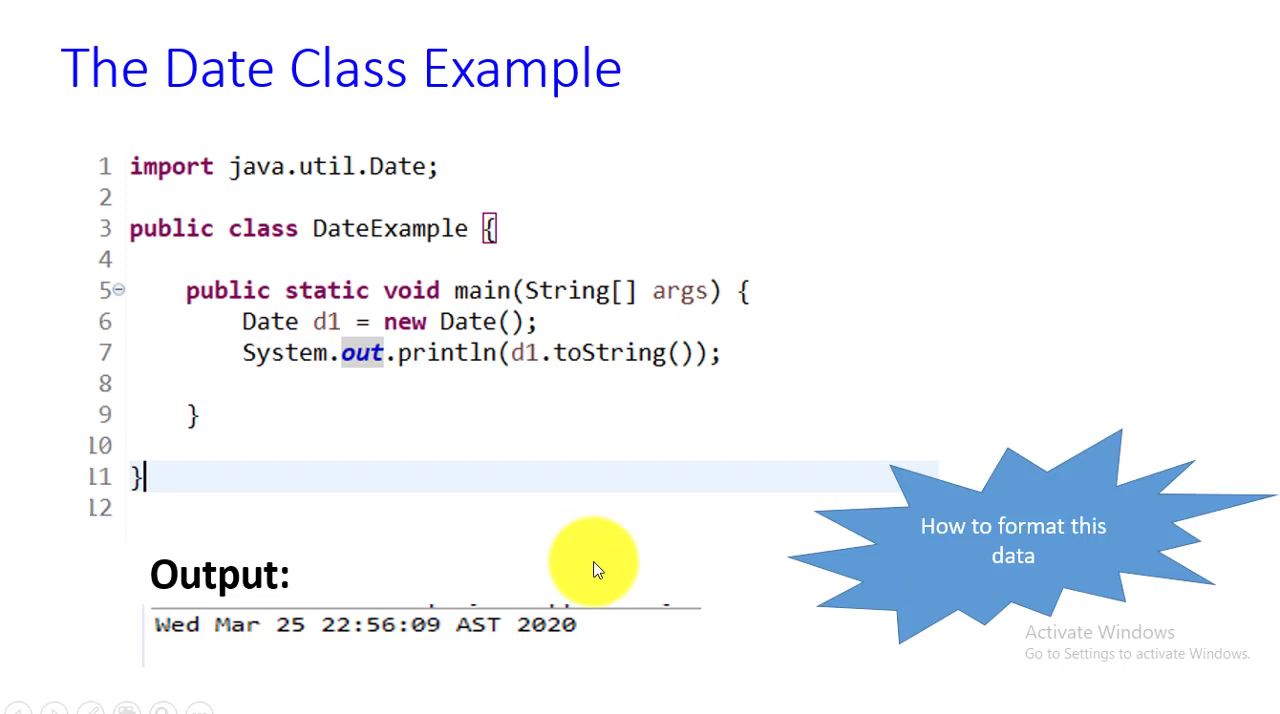 The Date Class Example
1 import java.util.Date;
2
3 public class DateExample {
4
5 public static void main(String[] args) {
6 Date d1 = new Date();
7 System.out.println(d1.toString());
8
9 }
10
11 }
12
How to format this
data
Output:
Wed Mar 25 22:56:09 AST 2020
Activate Windows
Go to Settings to activate Windows.